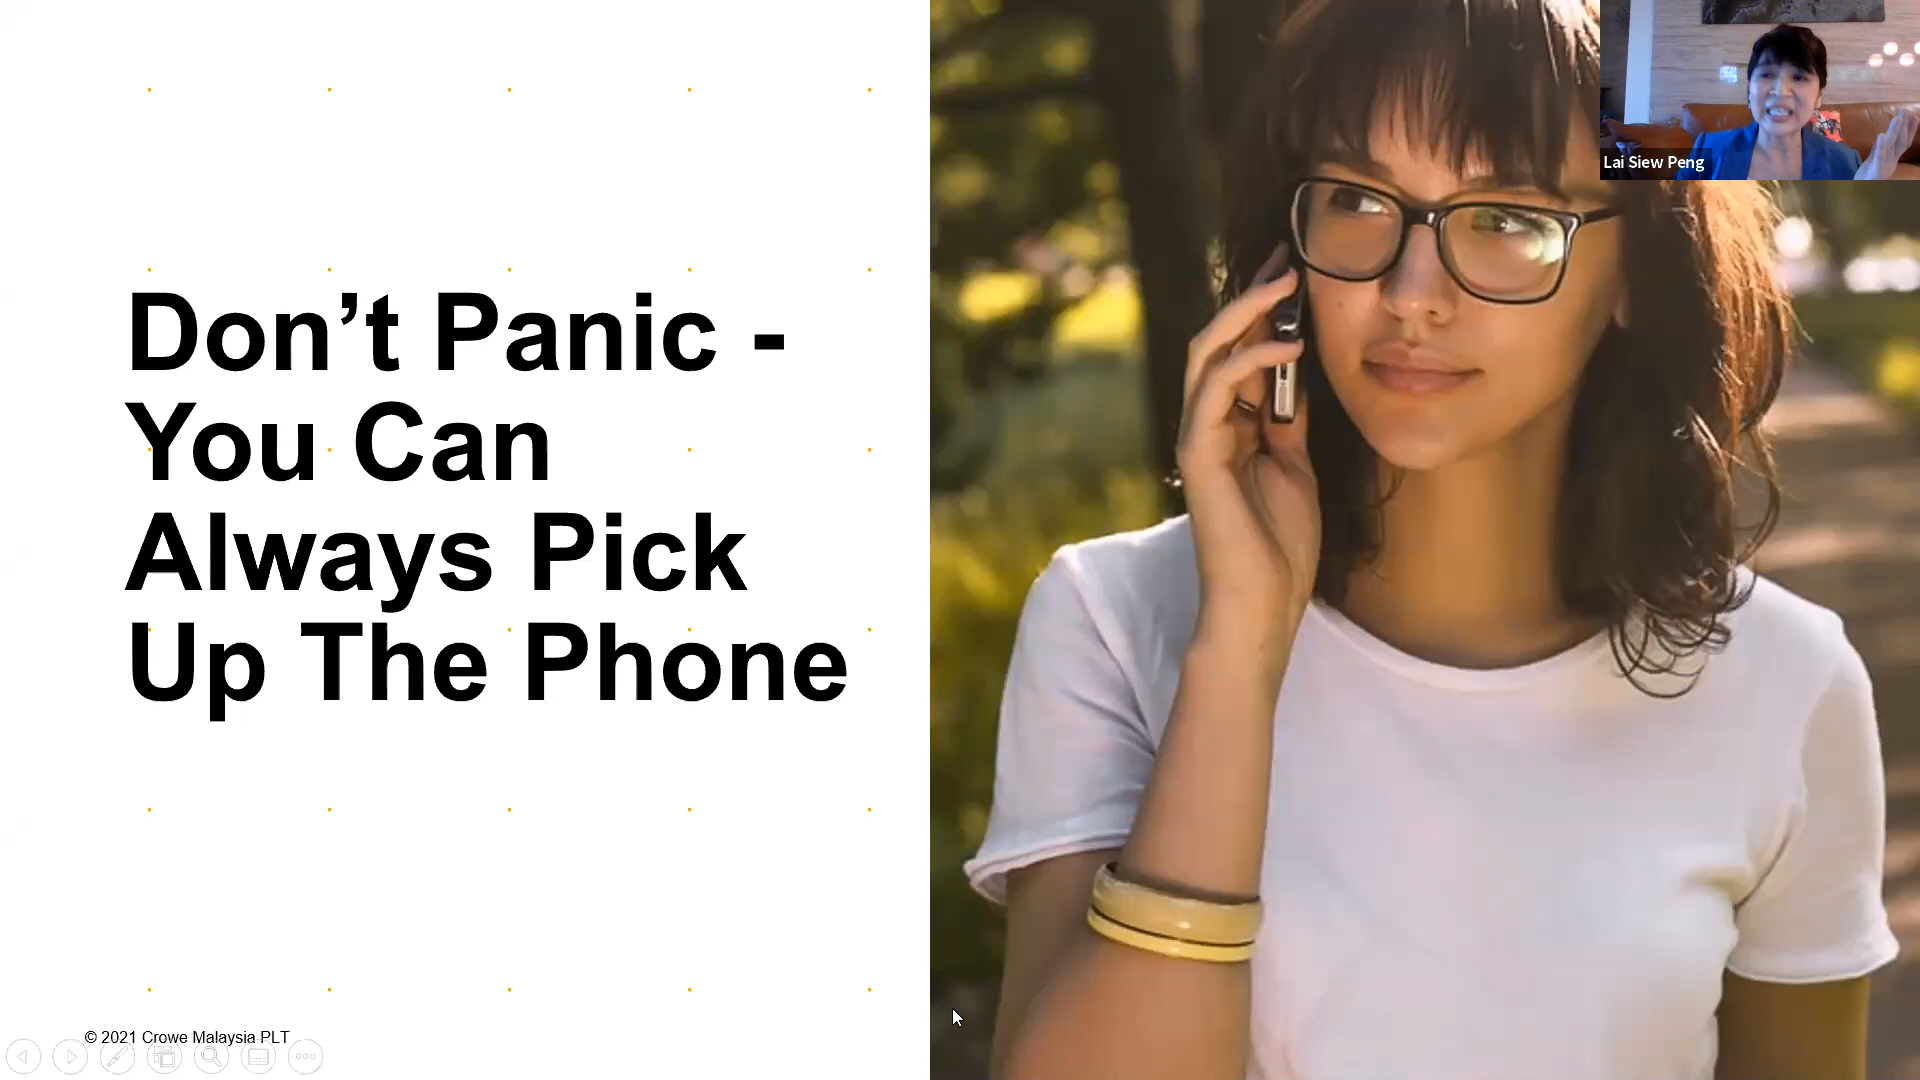 Lai Siew Peng
Don’t Panic -
You Can
Always Pick
Up The Phone
© 2021 Crowe Malaysia PLT